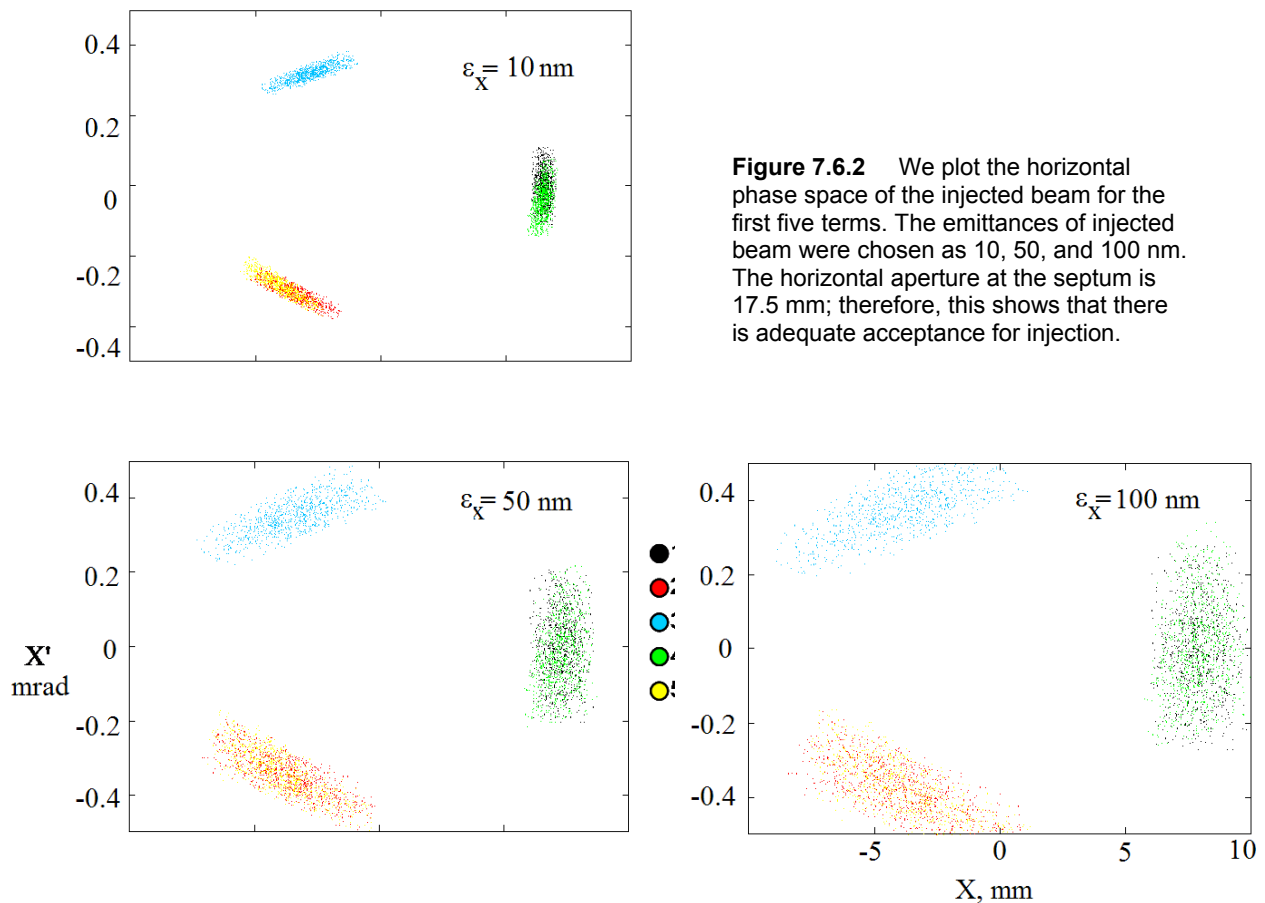 0.4
0.2
0
-0.2
-0.4
εx = 10 nm
Figure 7.6.2 We plot the horizontal
phase space of the injected beam for the
first five terms. The emittances of injected
beam were chosen as 10, 50, and 100 nm.
The horizontal aperture at the septum is
17.5 mm; therefore, this shows that there
is adequate acceptance for injection.
0.4
0.2
0
-0.2
-0.4
X'
mrad
εx= 50 nm
0.4
0.2
0
-0.2
-0.4
εx= 100 nm
-5 0 5 10
X, mm